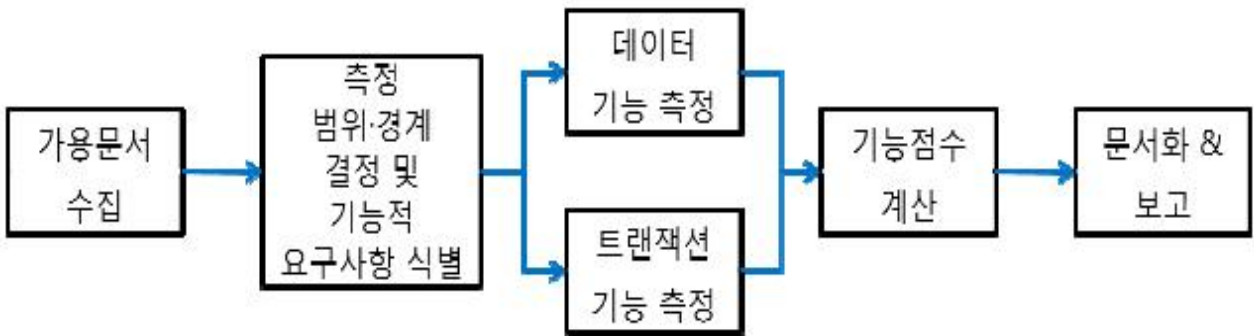 가용문서
수집
측정
범위·경계
결정 및
기능적
요구사항 식별
데이터
기능 측정
트랜잭션
기능 측정
기능점수
계산
문서화 &
보고